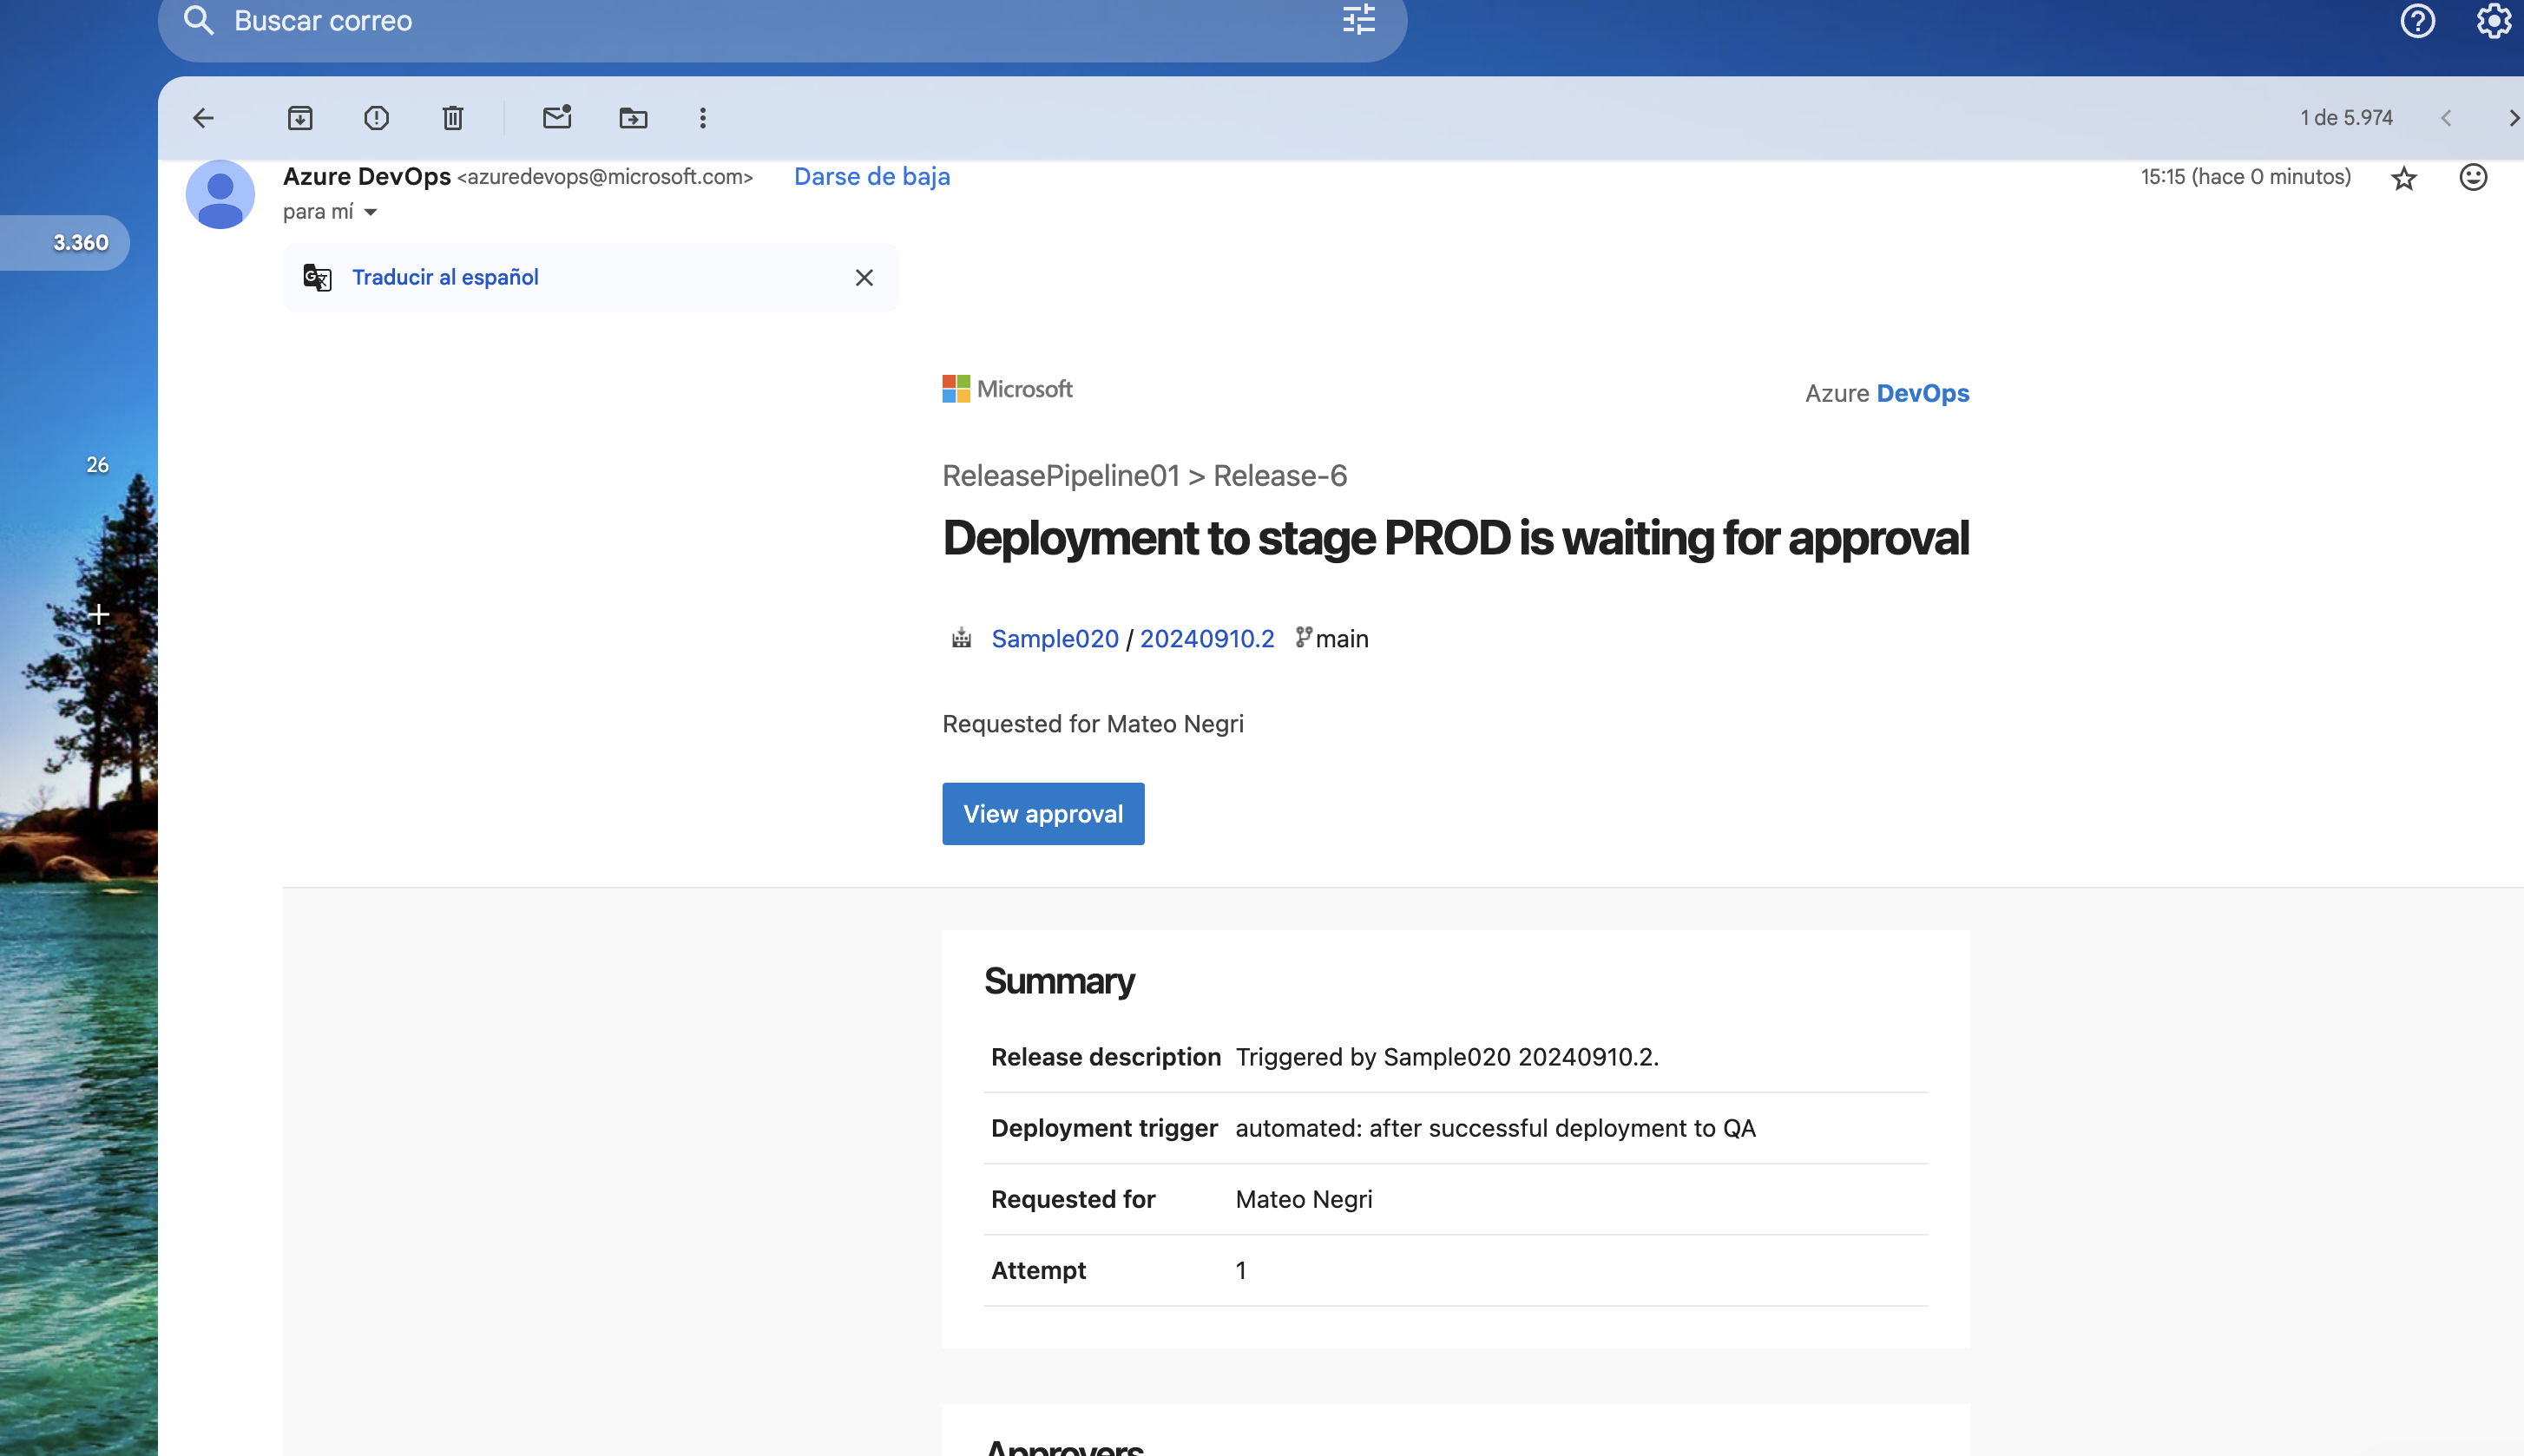 Buscar correo
1 de 5.974
Azure DevOps <azuredevops@microsoft.com> Darse de baja
15:15 (hace 0 minutos)
para mí
3.360
Traducir al español
Microsoft
Azure DevOps
26
ReleasePipeline01 > Release-6
Deployment to stage PROD is waiting for approval
Sample020 / 20240910.2 main
Requested for Mateo Negri
View approval
Summary
Release description Triggered by Sample020 20240910.2.
Deployment trigger automated: after successful deployment to QA
Requested for Mateo Negri
Attempt 1
Approvers